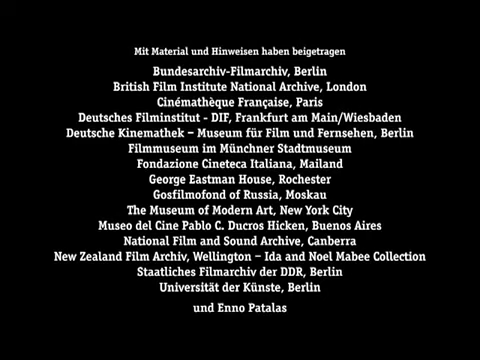 Mit Material und Hinweisen haben beigetragen
Bundesarchiv-Filmarchiv, Berlin
British Film Institute National Archive, London
Cinémathèque Française, Paris
Deutsches Filminstitut - DIF, Frankfurt am Main/Wiesbaden
Deutsche Kinemathek – Museum für Film und Fernsehen, Berlin
Filmmuseum im Münchner Stadtmuseum
Fondazione Cineteca Italiana, Mailand
George Eastman House, Rochester
Gosfilmofond of Russia, Moskau
The Museum of Modern Art, New York City
Museo del Cine Pablo C. Ducros Hicken, Buenos Aires
National Film and Sound Archive, Canberra
New Zealand Film Archiv, Wellington – Ida and Noel Mabee Collection
Staatliches Filmarchiv der DDR, Berlin
Universität der Künste, Berlin
und Enno Patalas